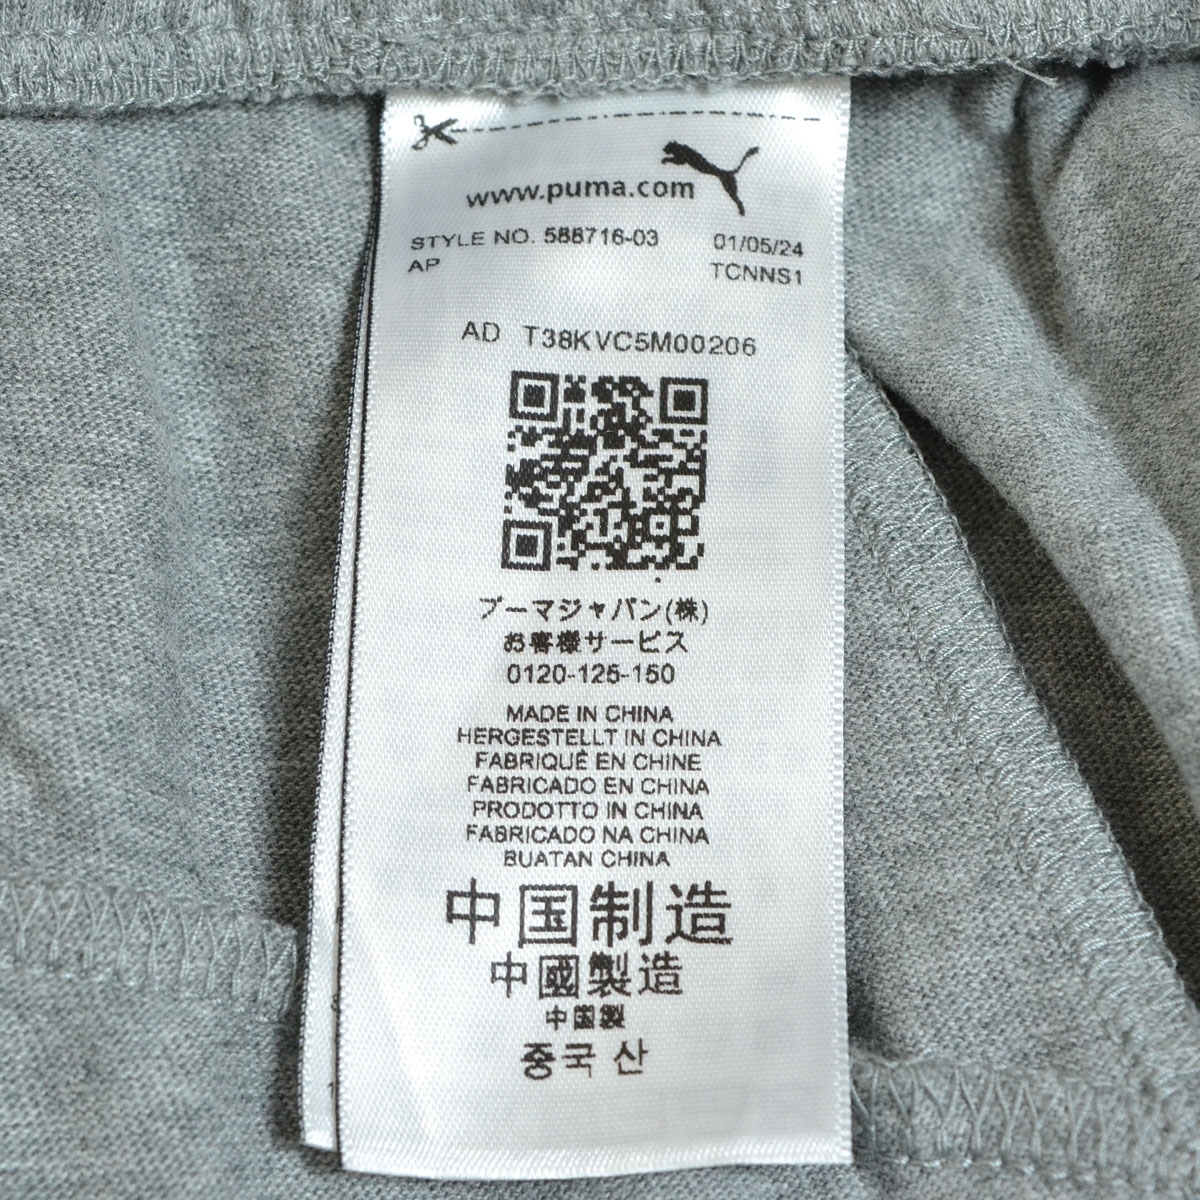 www.puma.com
STYLE NO. 588716-03 01/05/24
AP TCNNS1
AD T38KVC5M00206
プーマジャパン(株)
お客様サービス
0120-125-150
MADE IN CHINA
HERGESTELLT IN CHINA
FABRIQUÉ EN CHINE
FABRICADO EN CHINA
PRODOTTO IN CHINA
FABRICADO NA CHINA
BUATAN CHINA
中国制造
中國製造
中国製
중국 산